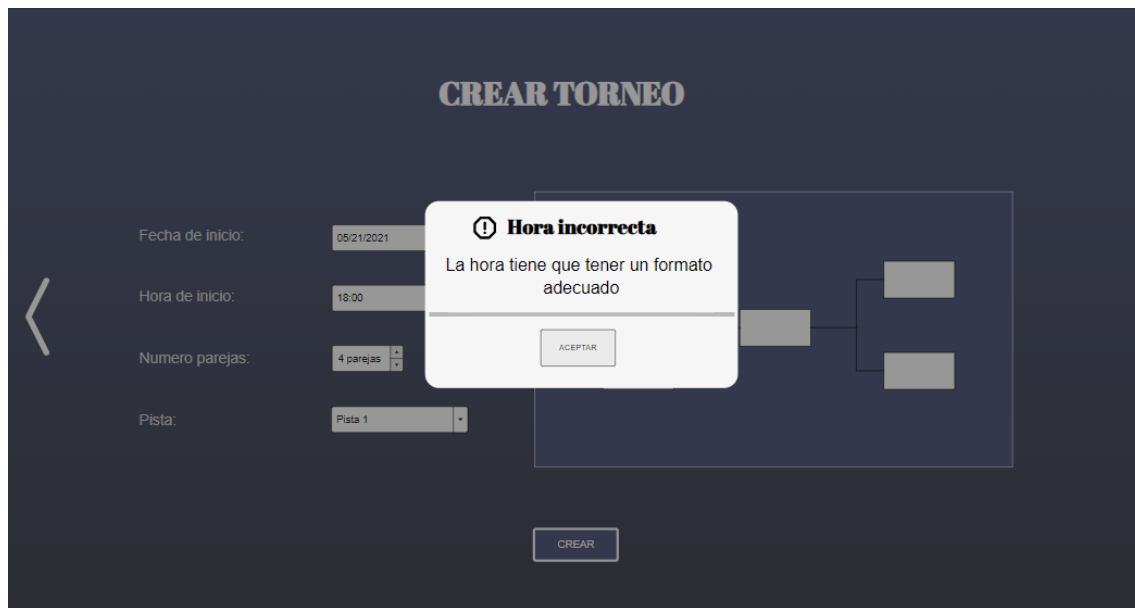 CREAR TORNEO
Fecha de inicio:
05/21/2021
Hora de inicio:
18:00
Numero parejas:
4 parejas
Pista:
Pista 1
Hora incorrecta
La hora tiene que tener un formato
adecuado
ACEPTAR
CREAR